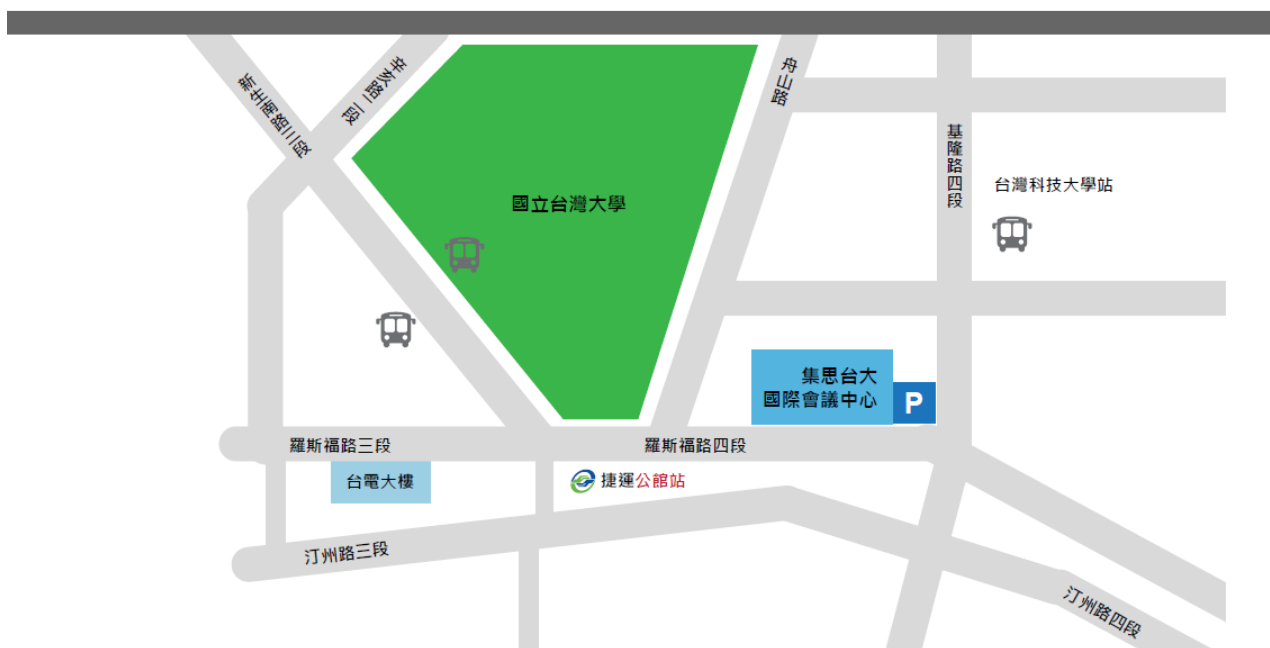 新生南路三段
辛亥路一段
舟山路
基隆路四段
台灣科技大學站
國立台灣大學
集思台大
國際會議中心
P
羅斯福路三段
羅斯福路四段
台電大樓
捷運公館站
汀州路三段
汀州路四段